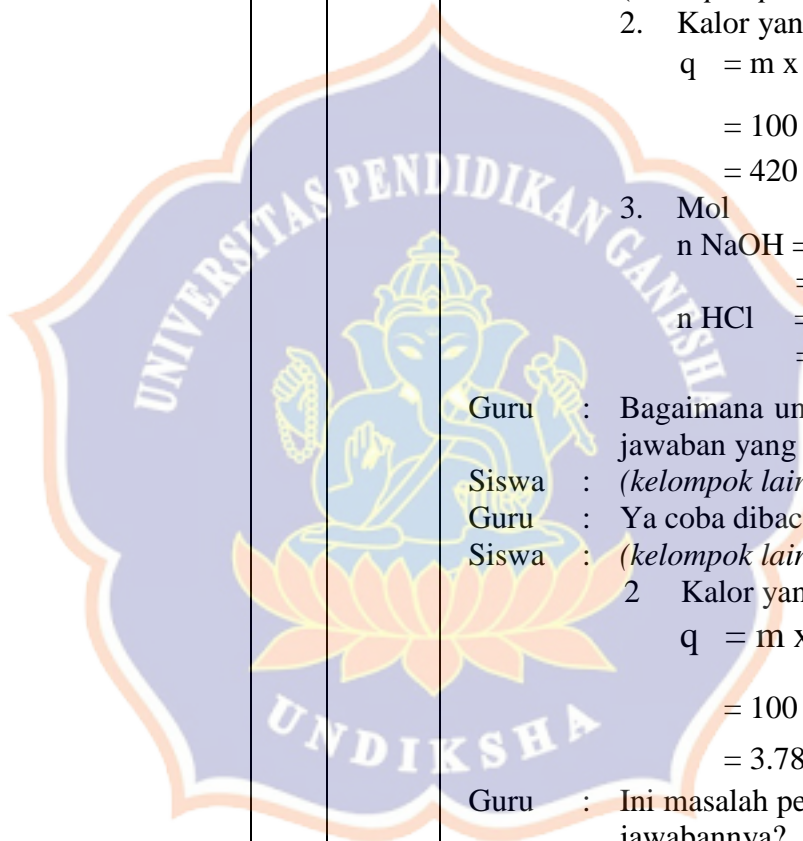 2. Kalor yan
q = m x
= 100
= 420
3. Mol
n NaOH =
=
n HCl =
=
Guru : Bagaimana un
jawaban yang
Siswa : (kelompok lain
Guru : Ya coba dibac
Siswa : (kelompok lain
2 Kalor yan
q = m x
= 100
= 3.78
Guru : Ini masalah pe
jawabannya?
UNIVERSITAS PENDIDIKAN GANESHA
UNDIKSHA